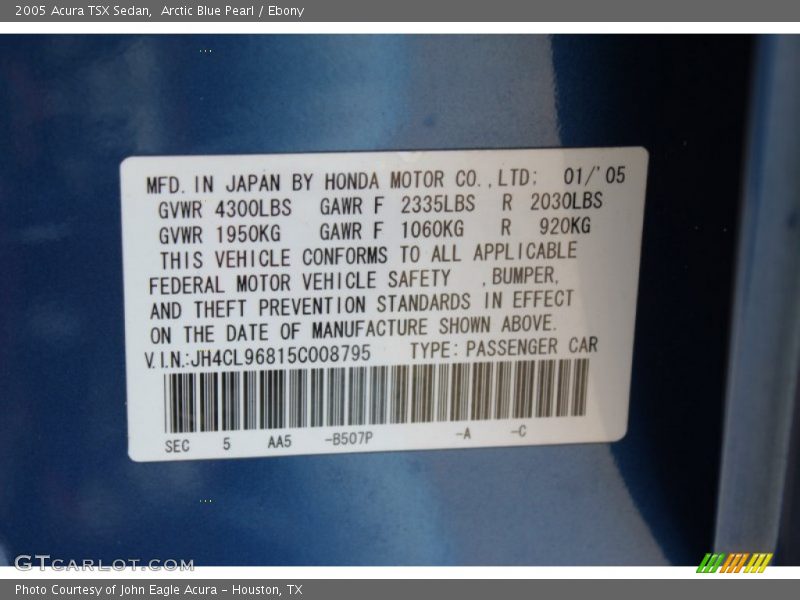 2005 Acura TSX Sedan,  Arctic Blue Pearl / Ebony
MFD. IN JAPAN BY HONDA MOTOR CO., LTD; 01/'05
GVWR 4300LBS GAWR F 2335LBS R 2030LBS
GVWR 1950KG GAWR F 1060KG R 920KG
THIS VEHICLE CONFORMS TO ALL APPLICABLE
FEDERAL MOTOR VEHICLE SAFETY , BUMPER,
AND THEFT PREVENTION STANDARDS IN EFFECT
ON THE DATE OF MANUFACTURE SHOWN ABOVE.
V.I.N.:JH4CL96815C008795 TYPE: PASSENGER CAR
SEC 5 AA5 -B507P -A -C
GTCARLOT.COM
Photo Courtesy of John Eagle Acura - Houston, TX